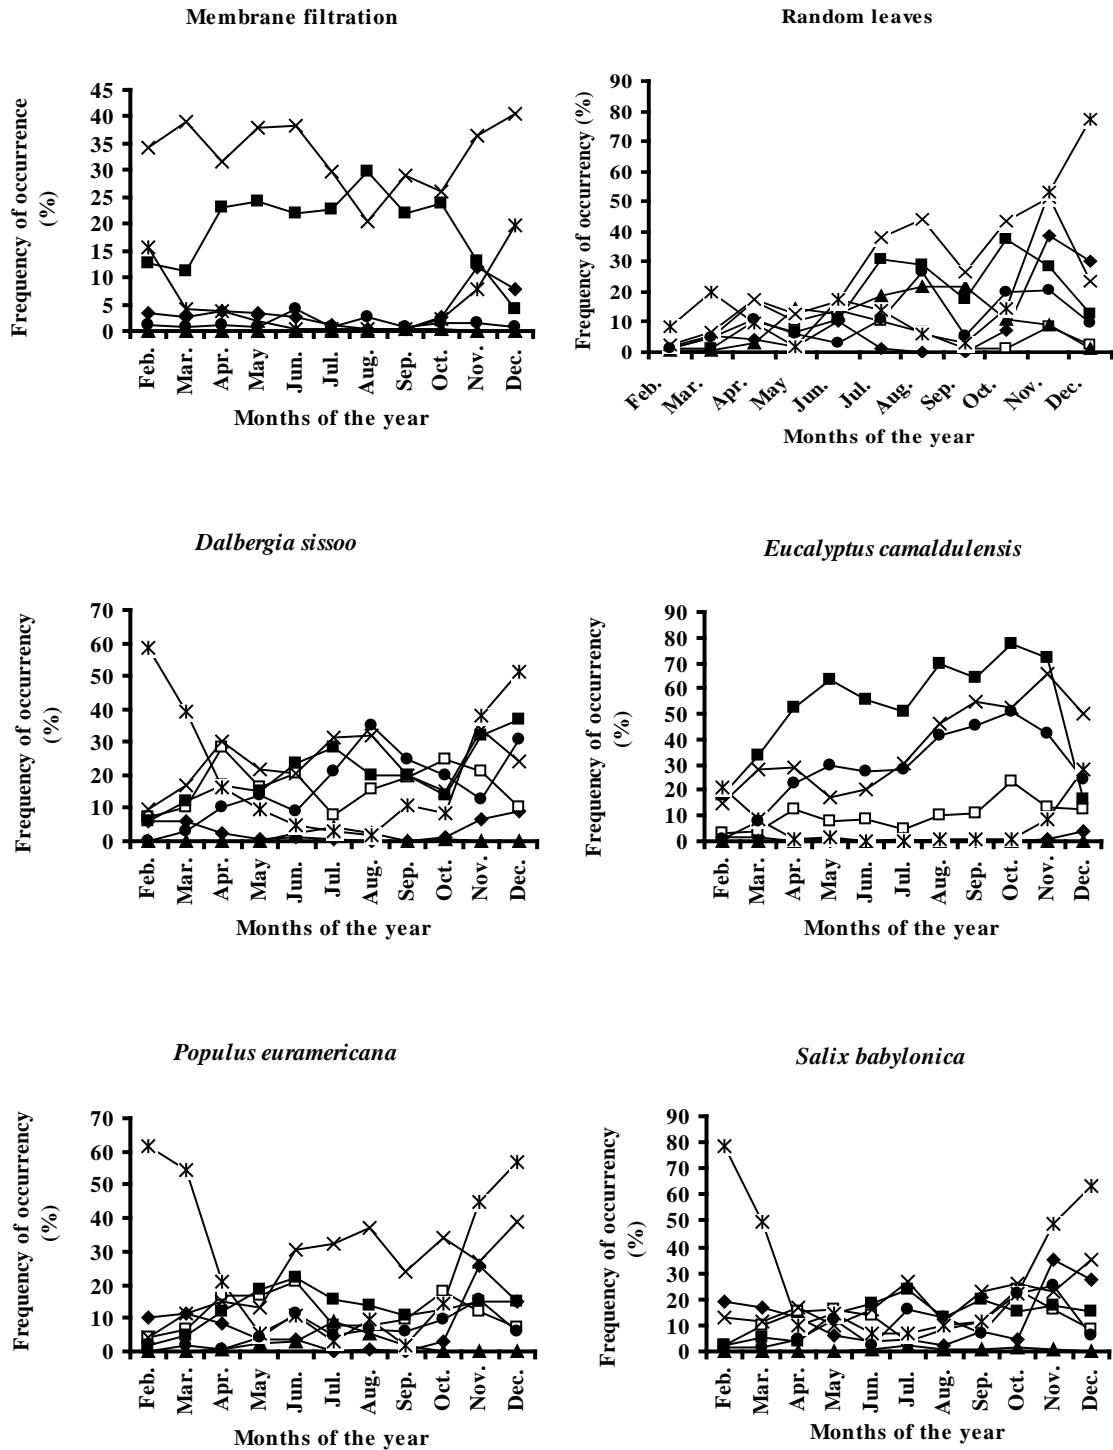 Membrane filtration
Frequency of occurrence
(%)
45
40
35
30
25
20
15
10
5
0
Feb.
Mar.
Apr.
May
Jun.
Jul.
Aug.
Sep.
Oct.
Nov.
Dec.
Months of the year
Random leaves
Frequency of occurrency (%)
90
80
70
60
50
40
30
20
10
0
Feb.
Mar.
Apr.
May
Jun.
Jul.
Aug.
Sep.
Oct.
Nov.
Dec.
Months of the year
Dalbergia sissoo
Frequency of occurrency
(%)
70
60
50
40
30
20
10
0
Feb.
Mar.
Apr.
May
Jun.
Jul.
Aug.
Sep.
Oct.
Nov.
Dec.
Months of the year
Eucalyptus camaldulensis
Frequency of occurrency
(%)
90
80
70
60
50
40
30
20
10
0
Feb.
Mar.
Apr.
May
Jun.
Jul.
Aug.
Sep.
Oct.
Nov.
Dec.
Months of the year
Populus euramericana
Frequency of occurrency
(%)
70
60
50
40
30
20
10
0
Feb.
Mar.
Apr.
May
Jun.
Jul.
Aug.
Sep.
Oct.
Nov.
Dec.
Months of the year
Salix babylonica
Frequency of occurrency
(%)
90
80
70
60
50
40
30
20
10
0
Feb.
Mar.
Apr.
May
Jun.
Jul.
Aug.
Sep.
Oct.
Nov.
Dec.
Months of the year